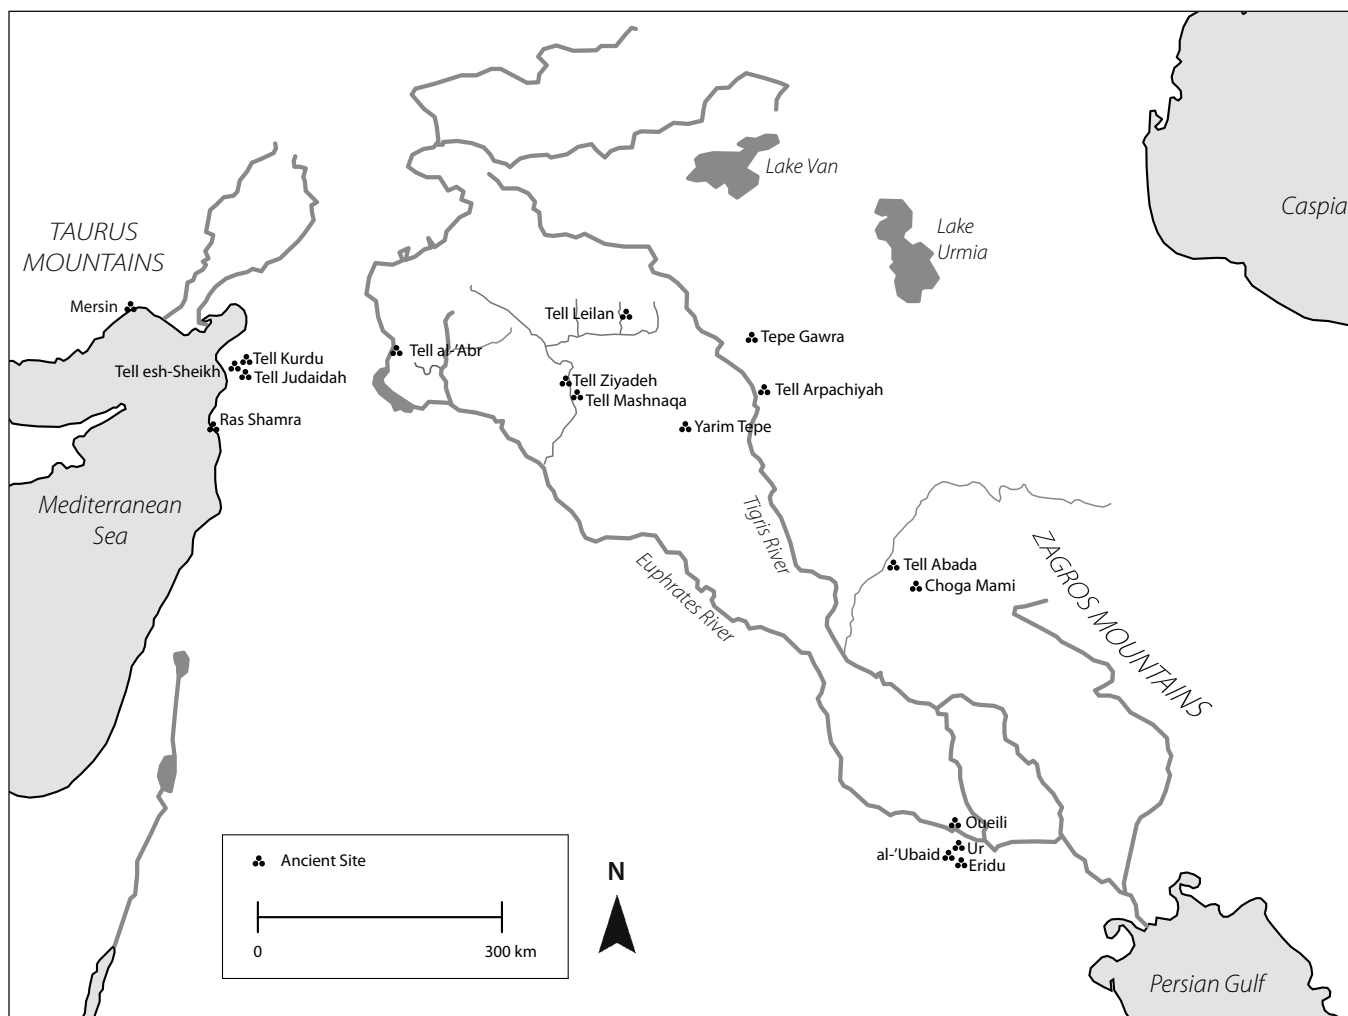 Lake Van
Caspia
TAURUS
MOUNTAINS
Lake
Urmia
Mersin
Tell Leilan
Tepe Gawra
Tell al-‘Abr
Tell Kurdu
Tell esh-Sheikh
Tell Judaidah
Tell Ziyadeh
Tell Mashnaqa
Tell Arpachiyah
Ras Shamra
Yarim Tepe
Mediterranean
Sea
Tigris River
Euphrates River
Tell Abada
Choga Mami
ZAGROS MOUNTAINS
Oueili
Ur
al-‘Ubaid
Eridu
Ancient Site
N
0
300 km
Persian Gulf